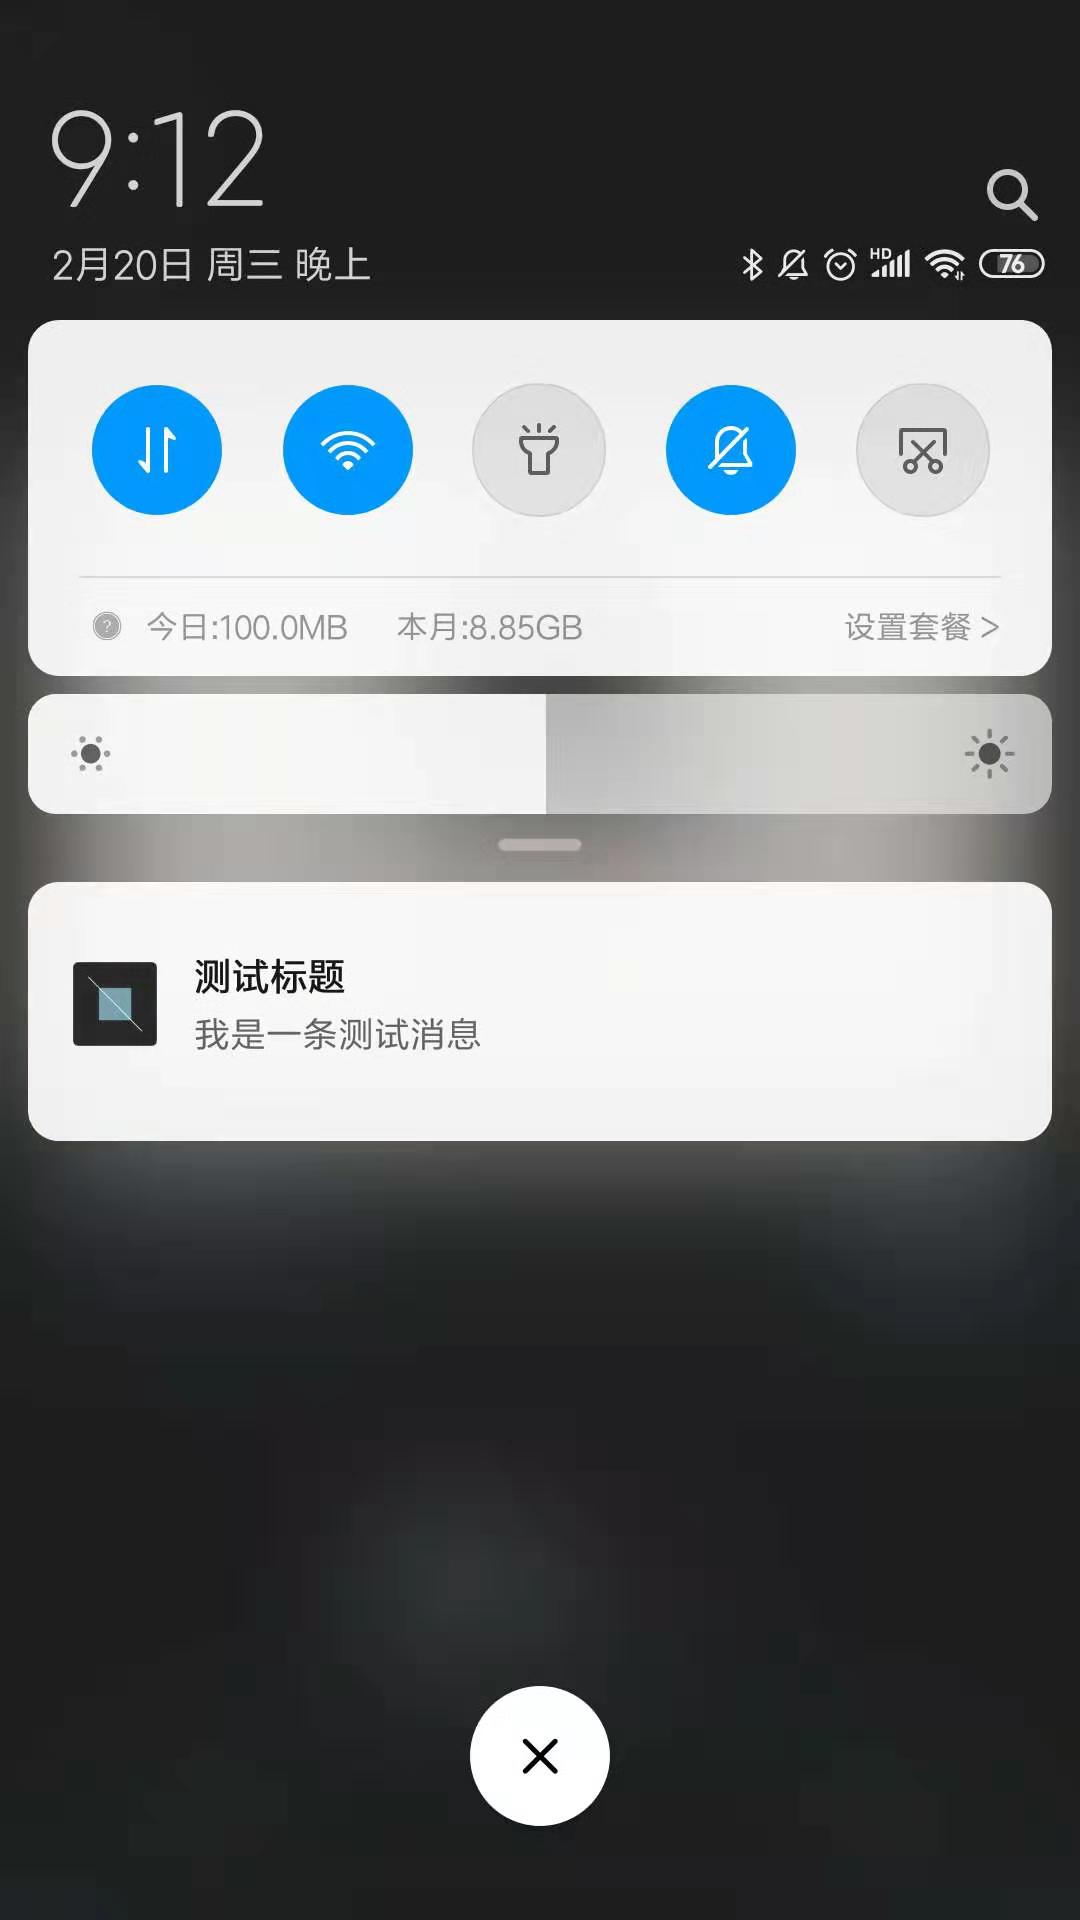 9:12
2月20日 周三 晚上
HD
76
? 今日:100.0MB 本月:8.85GB 设置套餐 >
测试标题
我是一条测试消息